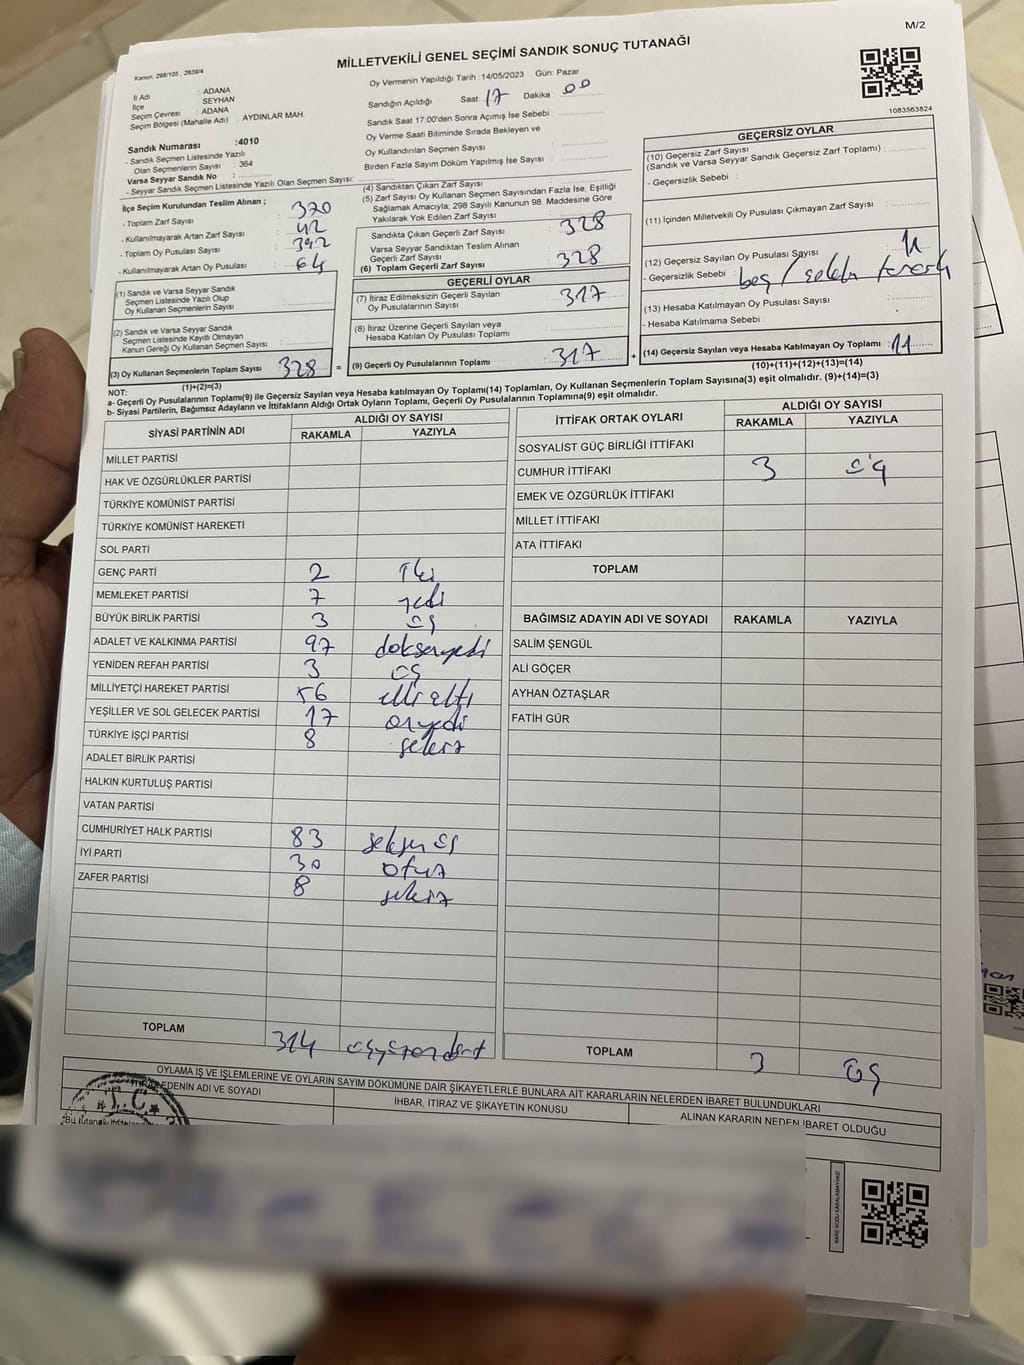 M/2
MİLLETVEKİLİ GENEL SEÇİMİ SANDIK SONUÇ TUTANAĞI
Kanun, 298/105 , 2839/4
Oy Vermenin Yapıldığı Tarih : 14/05/2023 Gün: Pazar
İl Adı : ADANA
İlçe : SEYHAN
Seçim Çevresi : ADANA
Seçim Bölgesi (Mahalle Adı) : AYDINLAR MAH.
Sandığın Açıldığı Saat: 17 Dakika : 00
Sandık Saat 17:00'den Sonra Açımış İse Sebebi :
Oy Verme Saati Bitiminde Sırada Bekleyen ve
Oy Kullandırılan Seçmen Sayısı :
Birden Fazla Sayım Döküm Yapılmış İse Sayısı :
1083563824
Sandık Numarası :4010
- Sandık Seçmen Listesinde Yazılı
Olan Seçmenlerin Sayısı : 364
Varsa Seyyar Sandık No :
- Seyyar Sandık Seçmen Listesinde Yazılı Olan Seçmen Sayısı:
İlçe Seçim Kurulundan Teslim Alınan ;
- Toplam Zarf Sayısı : 370
- Kullanılmayarak Artan Zarf Sayısı : 42
- Toplam Oy Pusulası Sayısı : 392
- Kullanılmayarak Artan Oy Pusulası : 64
(1) Sandık ve Varsa Seyyar Sandık
Seçmen Listesinde Yazılı Olup
Oy Kullanan Seçmenlerin Sayısı :
(2) Sandık ve Varsa Seyyar Sandık
Seçmen Listesinde Kayıtlı Olmayan
Kanun Gereği Oy Kullanan Seçmen Sayısı :
(3) Oy Kullanan Seçmenlerin Toplam Sayısı 328
(1)+(2)=(3)
(4) Sandıktan Çıkan Zarf Sayısı :
(5) Zarf Sayısı Oy Kullanan Seçmen Sayısından Fazla İse, Eşitliği
Sağlamak Amacıyla; 298 Sayılı Kanunun 98. Maddesine Göre
Yakılarak Yok Edilen Zarf Sayısı :
Sandıkta Çıkan Geçerli Zarf Sayısı : 328
Varsa Seyyar Sandıktan Teslim Alınan
Geçerli Zarf Sayısı :
(6) Toplam Geçerli Zarf Sayısı : 328
GEÇERLİ OYLAR
(7) İtiraz Edilmeksizin Geçerli Sayılan
Oy Pusulalarının Sayısı : 317
(8) İtiraz Üzerine Geçerli Sayılan veya
Hesaba Katılan Oy Pusulası Toplamı :
= (9) Geçerli Oy Pusulalarının Toplamı : 317 +
GEÇERSİZ OYLAR
(10) Geçersiz Zarf Sayısı
(Sandık ve Varsa Seyyar Sandık Geçersiz Zarf Toplamı) :
- Geçersizlik Sebebi :
(11) İçinden Milletvekili Oy Pusulası Çıkmayan Zarf Sayısı :
(12) Geçersiz Sayılan Oy Pusulası Sayısı : 11
- Geçersizlik Sebebi : boş /
(13) Hesaba Katılmayan Oy Pusulası Sayısı :
- Hesaba Katılmama Sebebi :
(14) Geçersiz Sayılan veya Hesaba Katılmayan Oy Toplamı : 11
(10)+(11)+(12)+(13)=(14)
NOT:
a- Geçerli Oy Pusulalarının Toplamı(9) ile Geçersiz Sayılan veya Hesaba katılmayan Oy Toplamı(14) Toplamları, Oy Kullanan Seçmenlerin Toplam Sayısına(3) eşit olmalıdır. (9)+(14)=(3)
b- Siyasi Partilerin, Bağımsız Adayların ve İttifakların Aldığı Ortak Oyların Toplamı, Geçerli Oy Pusulalarının Toplamına(9) eşit olmalıdır.
SİYASİ PARTİNİN ADI ALDIĞI OY SAYISI
RAKAMLA YAZIYLA
MİLLET PARTİSİ
HAK VE ÖZGÜRLÜKLER PARTİSİ
TÜRKİYE KOMÜNİST PARTİSİ
TÜRKİYE KOMÜNİST HAREKETİ
SOL PARTİ
GENÇ PARTİ 2 İki
MEMLEKET PARTİSİ 7 yedi
BÜYÜK BİRLİK PARTİSİ 3 üç
ADALET VE KALKINMA PARTİSİ 97 doksanyedi
YENİDEN REFAH PARTİSİ 3 üç
MİLLİYETÇİ HAREKET PARTİSİ 56 elli altı
YEŞİLLER VE SOL GELECEK PARTİSİ 17 onyedi
TÜRKİYE İŞÇİ PARTİSİ 8 sekiz
ADALET BİRLİK PARTİSİ
HALKIN KURTULUŞ PARTİSİ
VATAN PARTİSİ
CUMHURİYET HALK PARTİSİ 83 seksen üç
İYİ PARTİ 30 otuz
ZAFER PARTİSİ 8 sekiz
TOPLAM 314 üçyüzondört
İTTİFAK ORTAK OYLARI ALDIĞI OY SAYISI
RAKAMLA YAZIYLA
SOSYALİST GÜÇ BİRLİĞİ İTTİFAKI
CUMHUR İTTİFAKI 3 üç
EMEK VE ÖZGÜRLÜK İTTİFAKI
MİLLET İTTİFAKI
ATA İTTİFAKI
TOPLAM
BAĞIMSIZ ADAYIN ADI VE SOYADI RAKAMLA YAZIYLA
SALİM ŞENGÜL
ALİ GÖÇER
AYHAN ÖZTAŞLAR
FATİH GÜR
TOPLAM 3 üç
OYLAMA İŞ VE İŞLEMLERİNE VE OYLARIN SAYIM DÖKÜMÜNE DAİR ŞİKAYETLERLE BUNLARA AİT KARARLARIN NELERDEN İBARET BULUNDUKLARI
İTİRAZ EDENİN ADI VE SOYADI İHBAR, İTİRAZ VE ŞİKAYETİN KONUSU ALINAN KARARIN NEDEN İBARET OLDUĞU
T.C.
KARE KODU KARALAMAYINIZ!